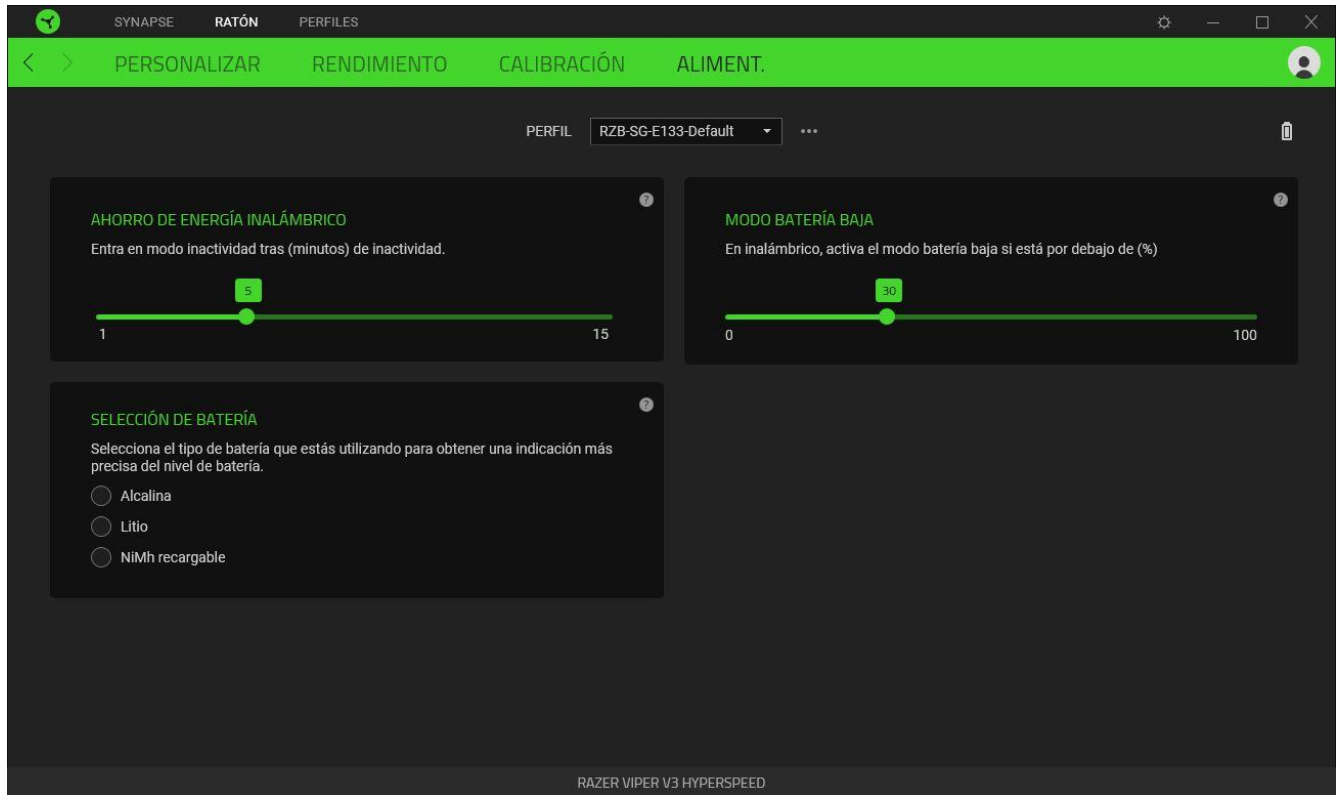 SYNAPSE RATÓN PERFILES
PERSONALIZAR RENDIMIENTO CALIBRACIÓN ALIMENT.
PERFIL RZB-SG-E133-Default
AHORRO DE ENERGÍA INALÁMBRICO
Entra en modo inactividad tras (minutos) de inactividad.
5
1 15
MODO BATERÍA BAJA
En inalámbrico, activa el modo batería baja si está por debajo de (%)
30
0 100
SELECCIÓN DE BATERÍA
Selecciona el tipo de batería que estás utilizando para obtener una indicación más
precisa del nivel de batería.
Alcalina
Litio
NiMh recargable
RAZER VIPER V3 HYPERSPEED